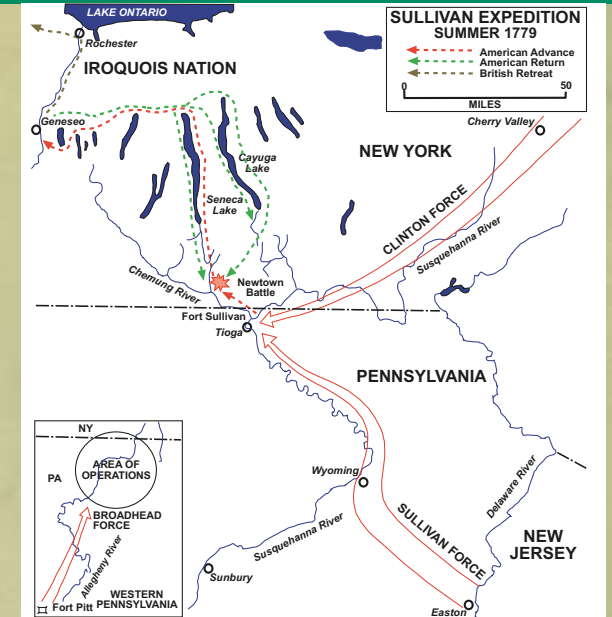 LAKE ONTARIO
SULLIVAN EXPEDITION
SUMMER 1779
American Advance
American Return
British Retreat
0
50
MILES
Rochester
IROQUOIS NATION
Geneseo
Cherry Valley
NEW YORK
Cayuga
Lake
Seneca
Lake
CLINTON FORCE
Susquehanna River
Chemung River
Newtown
Battle
Fort Sullivan
Tioga
PENNSYLVANIA
NY
PA
AREA OF
OPERATIONS
BROADHEAD
FORCE
Allegheny River
Fort Pitt
WESTERN
PENNSYLVANIA
Wyoming
Susquehanna River
Sunbury
SULLIVAN FORCE
Delaware River
NEW
JERSEY
Easton